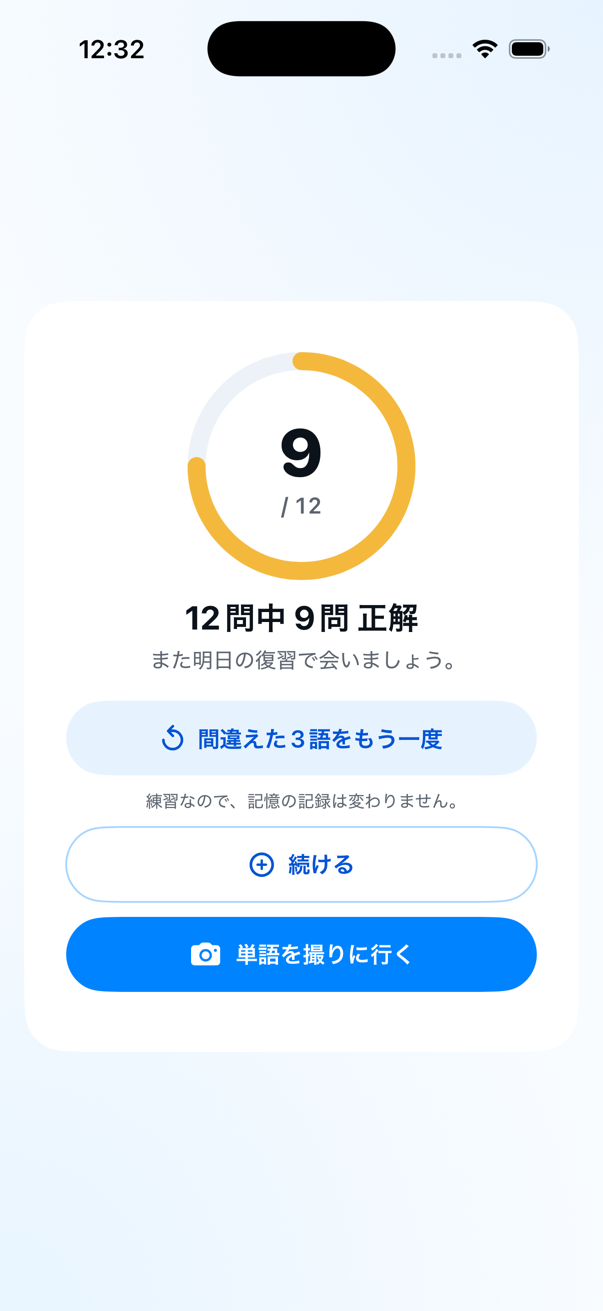 12:32
9
/ 12
12問中 9問 正解
また明日の復習で会いましょう。
間違えた3語をもう一度
練習なので、記憶の記録は変わりません。
続ける
単語を撮りに行く